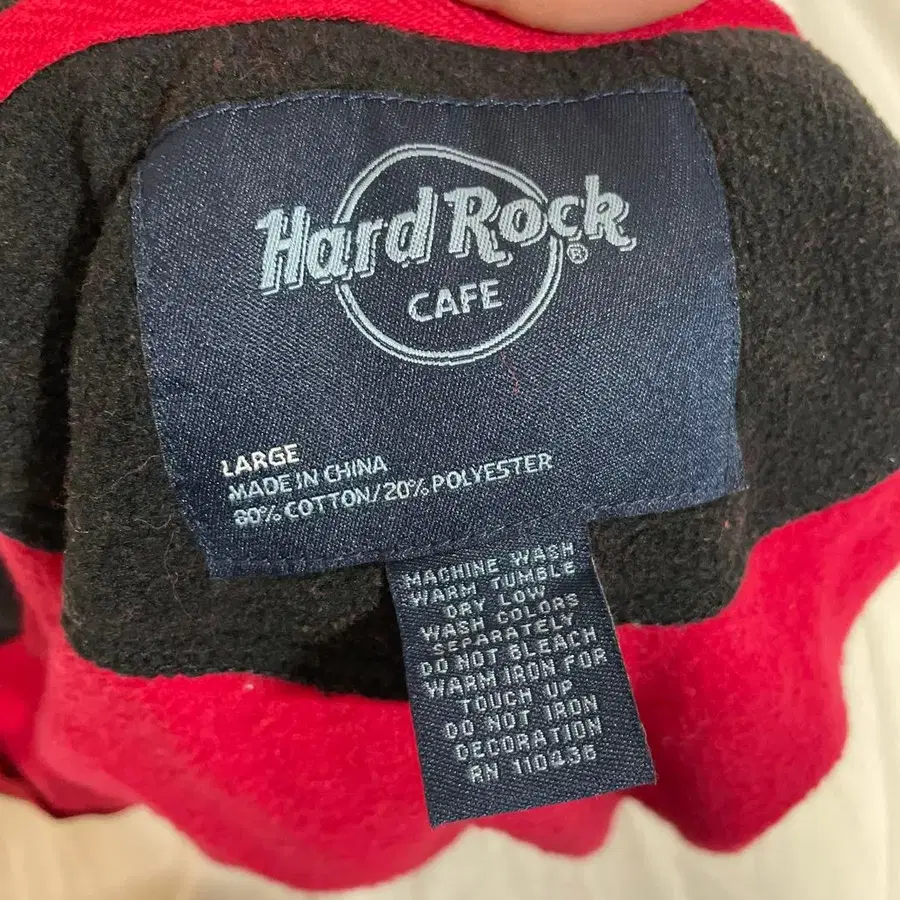 Hard Rock ®
CAFE
LARGE
MADE IN CHINA
80% COTTON/20% POLYESTER
MACHINE WASH
WARM TUMBLE
DRY LOW
WASH COLORS
SEPARATELY
DO NOT BLEACH
WARM IRON FOR
TOUCH UP
DO NOT IRON
DECORATION
RN